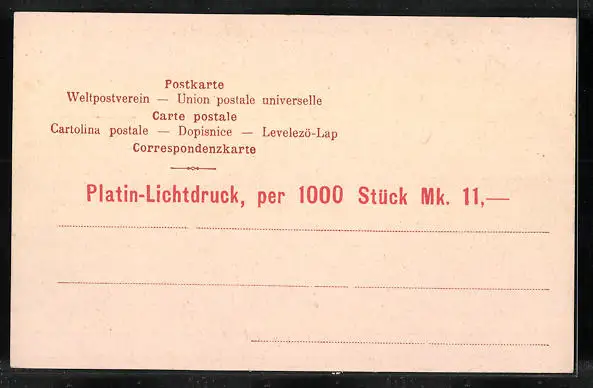 Postkarte
Weltpostverein — Union postale universelle
Carte postale
Cartolina postale — Dopisnice — Levelezö-Lap
Correspondenzkarte
Platin-Lichtdruck, per 1000 Stück Mk. 11,—